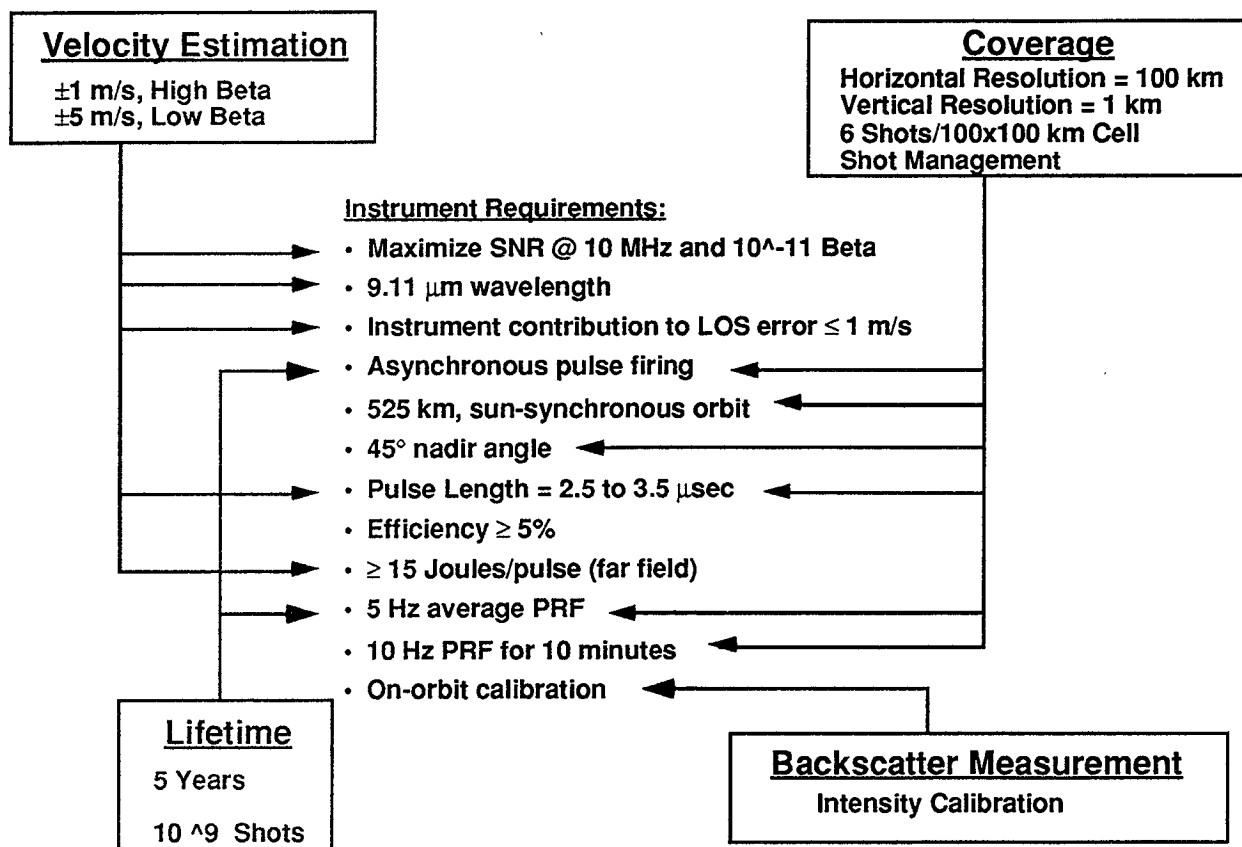 Velocity Estimation
±1 m/s, High Beta
±5 m/s, Low Beta
Coverage
Horizontal Resolution = 100 km
Vertical Resolution = 1 km
6 Shots/100x100 km Cell
Shot Management
Instrument Requirements:
• Maximize SNR @ 10 MHz and 10^-11 Beta
• 9.11 μm wavelength
• Instrument contribution to LOS error ≤ 1 m/s
• Asynchronous pulse firing
• 525 km, sun-synchronous orbit
• 45° nadir angle
• Pulse Length = 2.5 to 3.5 μsec
• Efficiency ≥ 5%
• ≥ 15 Joules/pulse (far field)
• 5 Hz average PRF
• 10 Hz PRF for 10 minutes
• On-orbit calibration
Lifetime
5 Years
10 ^9 Shots
Backscatter Measurement
Intensity Calibration